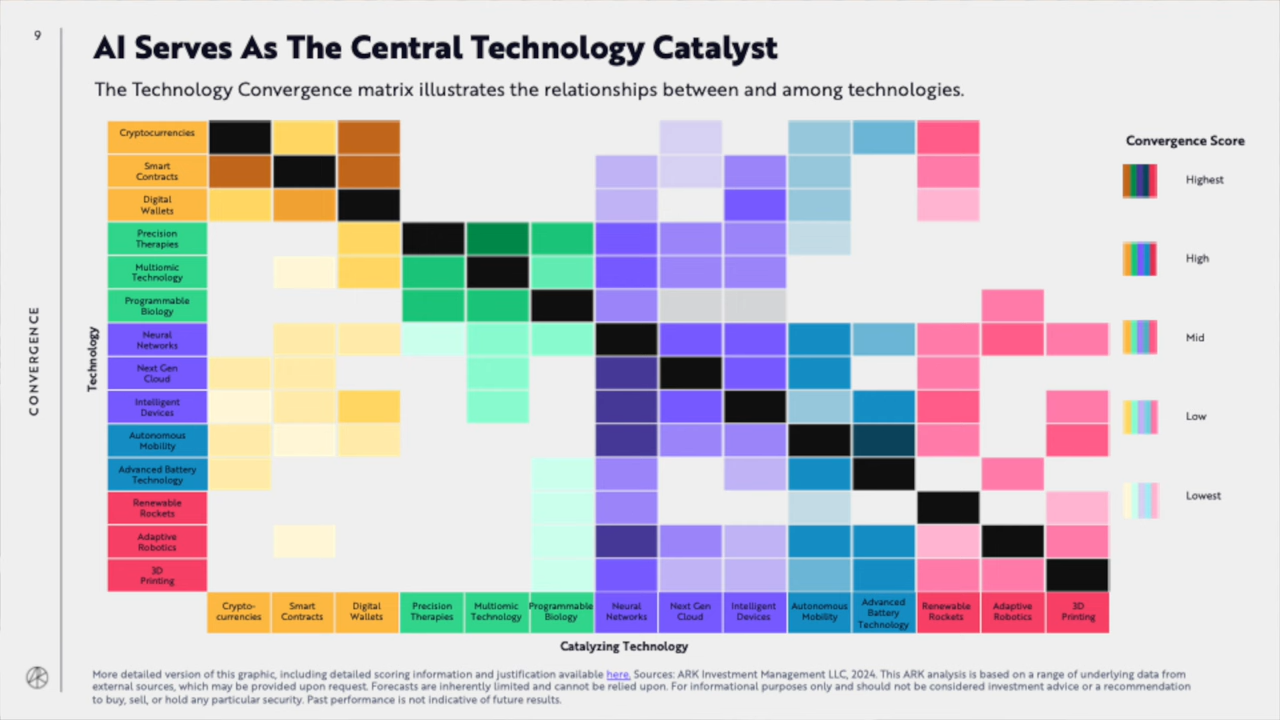 9
AI Serves As The Central Technology Catalyst
The Technology Convergence matrix illustrates the relationships between and among technologies.
CONVERGENCE
Technology
Cryptocurrencies
Smart
Contracts
Digital
Wallets
Precision
Therapies
Multiomic
Technology
Programmable
Biology
Neural
Networks
Next Gen
Cloud
Intelligent
Devices
Autonomous
Mobility
Advanced Battery
Technology
Renewable
Rockets
Adaptive
Robotics
3D
Printing
Crypto-
currencies
Smart
Contracts
Digital
Wallets
Precision
Therapies
Multiomic
Technology
Programmable
Biology
Neural
Networks
Next Gen
Cloud
Intelligent
Devices
Autonomous
Mobility
Advanced
Battery
Technology
Renewable
Rockets
Adaptive
Robotics
3D
Printing
Catalyzing Technology
Convergence Score
Highest
High
Mid
Low
Lowest
More detailed version of this graphic, including detailed scoring information and justification available here. Sources: ARK Investment Management LLC, 2024. This ARK analysis is based on a range of underlying data from
external sources, which may be provided upon request. Forecasts are inherently limited and cannot be relied upon. For informational purposes only and should not be considered investment advice or a recommendation
to buy, sell, or hold any particular security. Past performance is not indicative of future results.